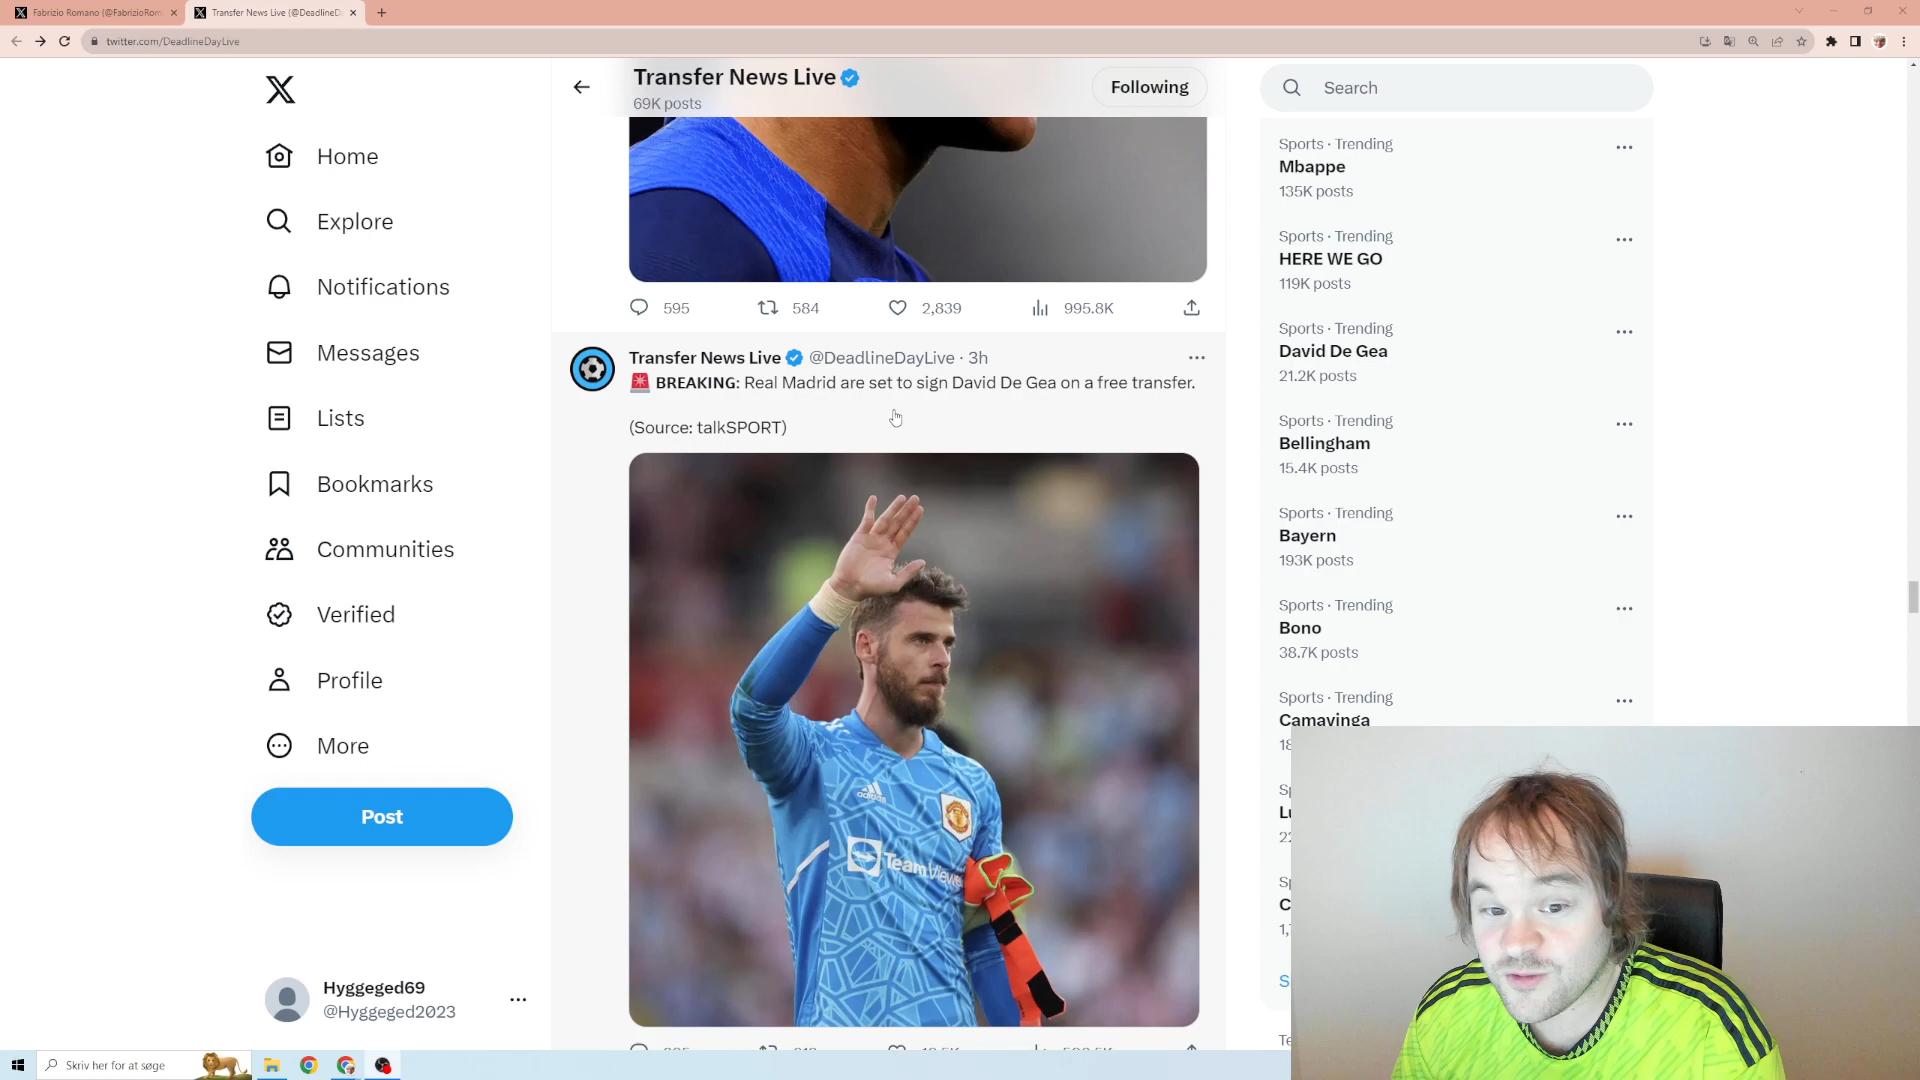 Fabrizio Romano (@FabrizioRom
Transfer News Live (@DeadlineDa
twitter.com/DeadlineDayLive
Home
Explore
Notifications
Messages
Lists
Bookmarks
Communities
Verified
Profile
More
Post
Hyggeged69
@Hyggeged2023
Transfer News Live
69K posts
Following
595 584 2,839 995.8K
Transfer News Live @DeadlineDayLive · 3h
BREAKING: Real Madrid are set to sign David De Gea on a free transfer.
(Source: talkSPORT)
adidas
TeamViewe
Search
Sports · Trending
Mbappe
135K posts
Sports · Trending
HERE WE GO
119K posts
Sports · Trending
David De Gea
21.2K posts
Sports · Trending
Bellingham
15.4K posts
Sports · Trending
Bayern
193K posts
Sports · Trending
Bono
38.7K posts
Sports · Trending
Camavinga
Skriv her for at søge